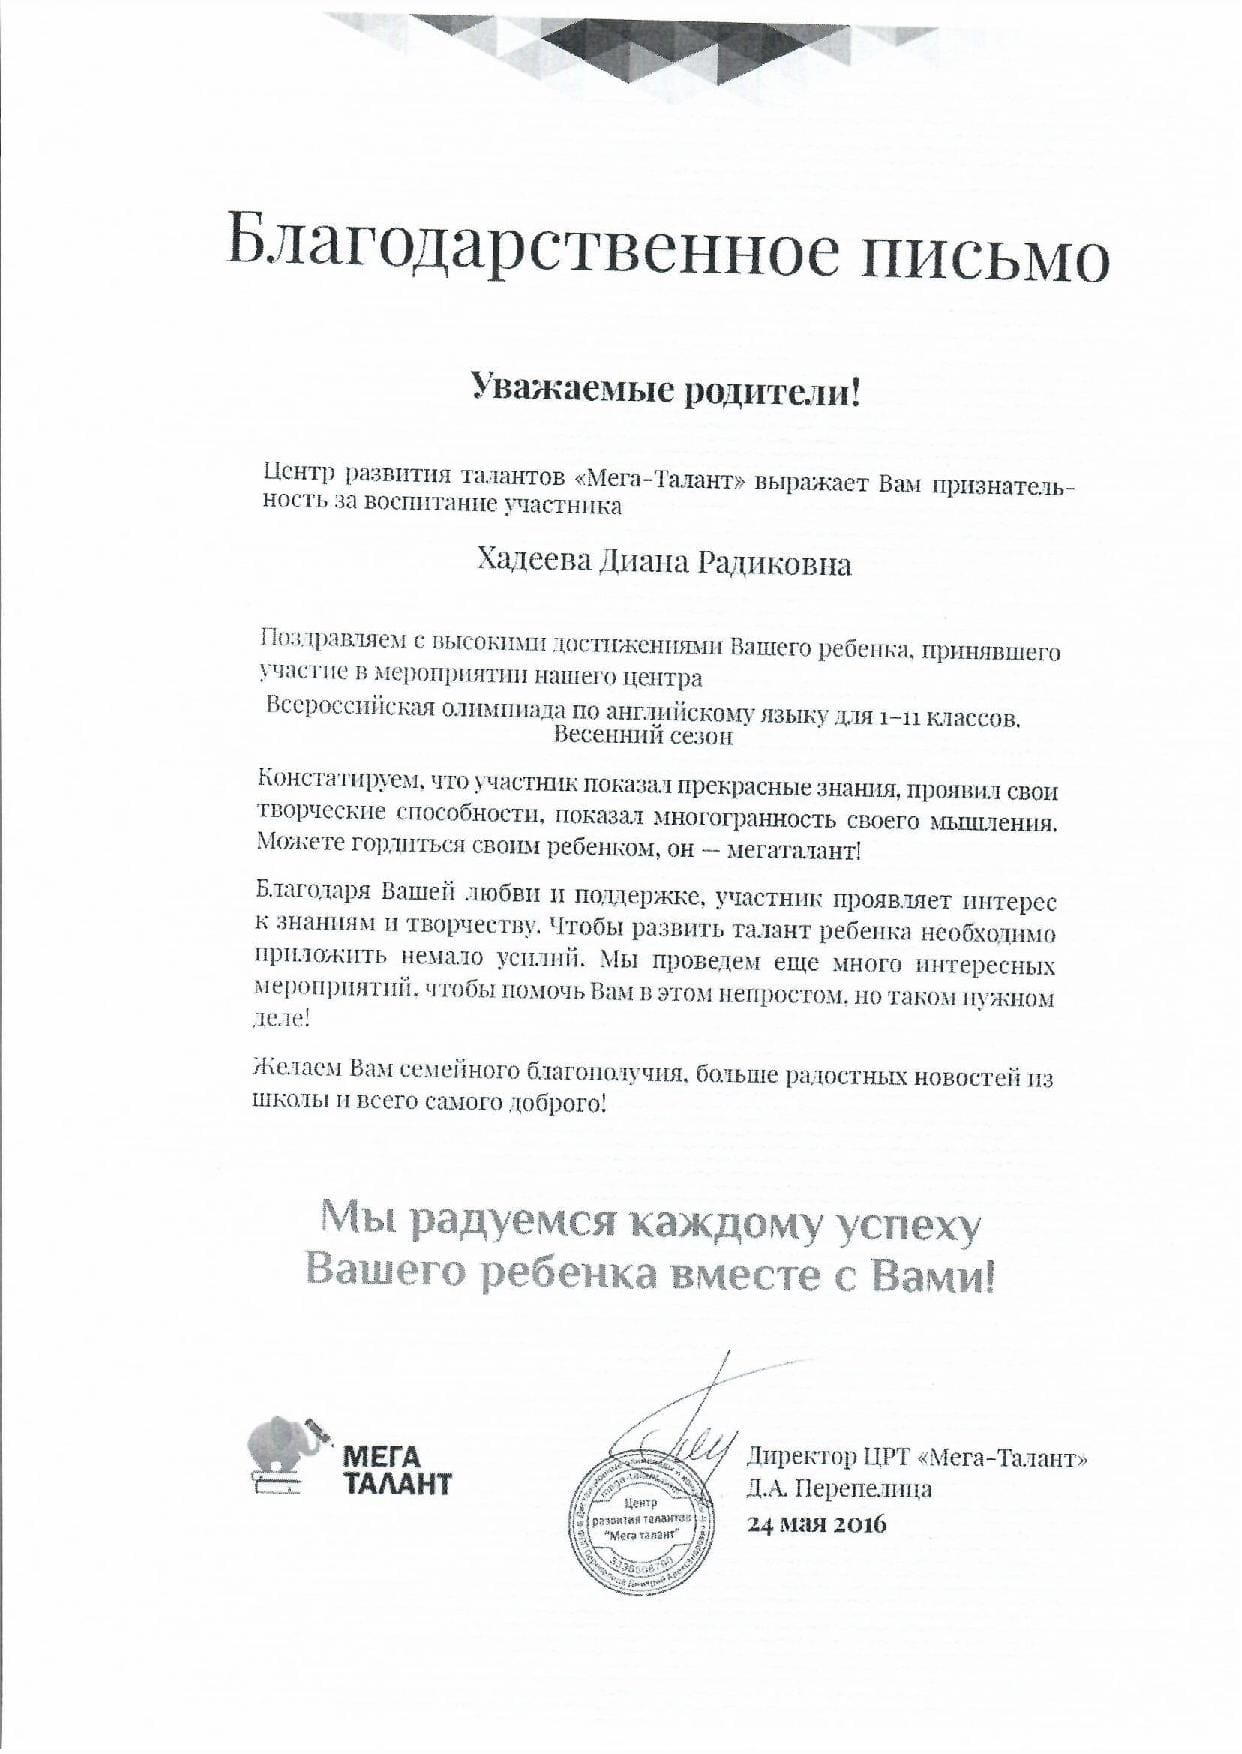 Благодарственное письмо
Уважаемые родители!
Центр развития талантов «Мега-Талант» выражает Вам признатель-
ность за воспитание участника
Хадеева Диана Радиковна
Поздравляем с высокими достижениями Вашего ребенка, принявшего
участие в мероприятии нашего центра
Всероссийская олимпиада по английскому языку для 1-11 классов.
Весенний сезон
Констатируем, что участник показал прекрасные знания, проявил свои
творческие способности, показал многогранность своего мышления.
Можете гордиться своим ребенком, он — мегаталант!
Благодаря Вашей любви и поддержке, участник проявляет интерес
к знаниям и творчеству. Чтобы развить талант ребенка необходимо
приложить немало усилий. Мы проведем еще много интересных
мероприятий, чтобы помочь Вам в этом непростом, но таком нужном
деле!
Желаем Вам семейного благополучия, больше радостных новостей из
школы и всего самого доброго!
Мы радуемся каждому успеху
Вашего ребенка вместе с Вами!
МЕГА
ТАЛАНТ
Центр
развития талантов
"Мега талант"
Директор ЦРТ «Мега-Талант»
Д.А. Перепелица
24 мая 2016